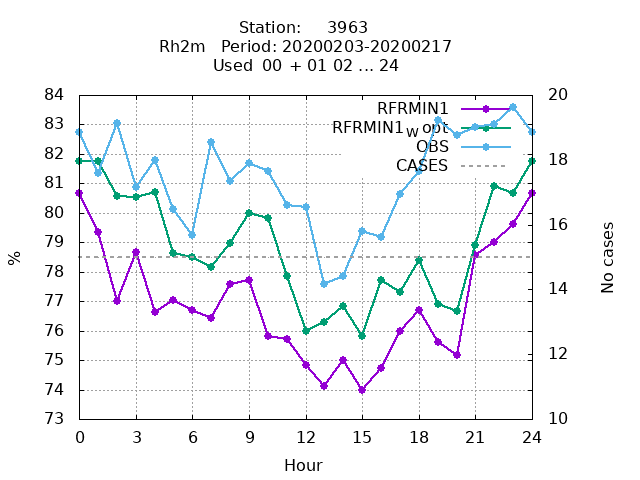 Station: 3963
Rh2m Period: 20200203-20200217
Used 00 + 01 02 ... 24
84
83
82
81
80
79
78
77
76
75
74
73
20
18
16
14
12
10
RFRMIN1
RFRMIN1w opt
OBS
CASES
%
No cases
0 3 6 9 12 15 18 21 24
Hour